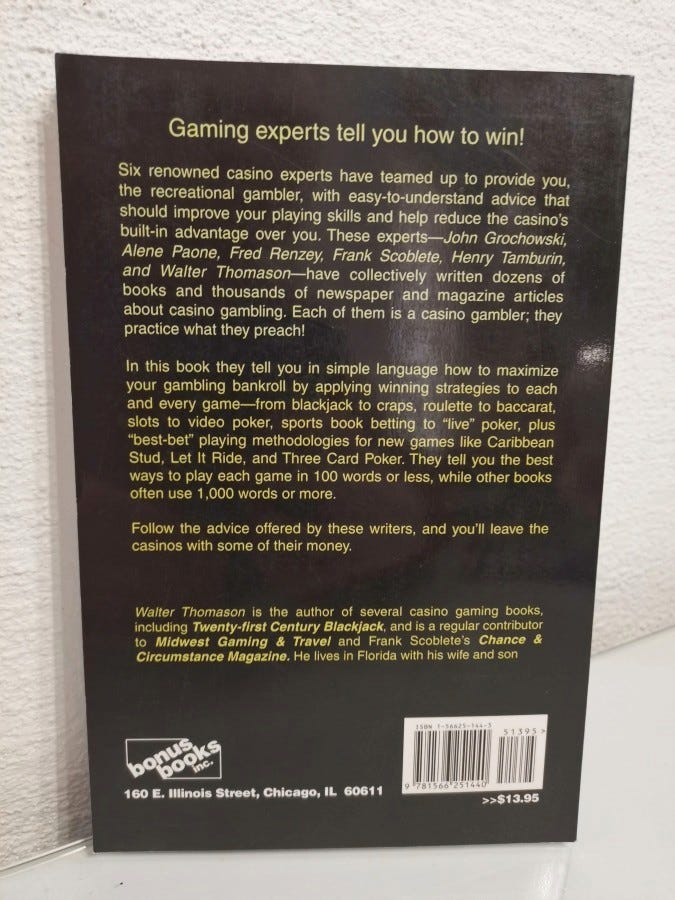 Gaming experts tell you how to win!
Six renowned casino experts have teamed up to provide you,
the recreational gambler, with easy-to-understand advice that
should improve your playing skills and help reduce the casino's
built-in advantage over you. These experts—John Grochowski,
Alene Paone, Fred Renzey, Frank Scoblete, Henry Tamburin,
and Walter Thomason—have collectively written dozens of
books and thousands of newspaper and magazine articles
about casino gambling. Each of them is a casino gambler; they
practice what they preach!
In this book they tell you in simple language how to maximize
your gambling bankroll by applying winning strategies to each
and every game—from blackjack to craps, roulette to baccarat,
slots to video poker, sports book betting to "live" poker, plus
"best-bet" playing methodologies for new games like Caribbean
Stud, Let It Ride, and Three Card Poker. They tell you the best
ways to play each game in 100 words or less, while other books
often use 1,000 words or more.
Follow the advice offered by these writers, and you'll leave the
casinos with some of their money.
Walter Thomason is the author of several casino gaming books,
including Twenty-first Century Blackjack, and is a regular contributor
to Midwest Gaming & Travel and Frank Scoblete's Chance &
Circumstance Magazine. He lives in Florida with his wife and son
bonus
books
inc.
160 E. Illinois Street, Chicago, IL 60611
ISBN 1-56625-144-3
51395>
9 781566 251440
>>$13.95